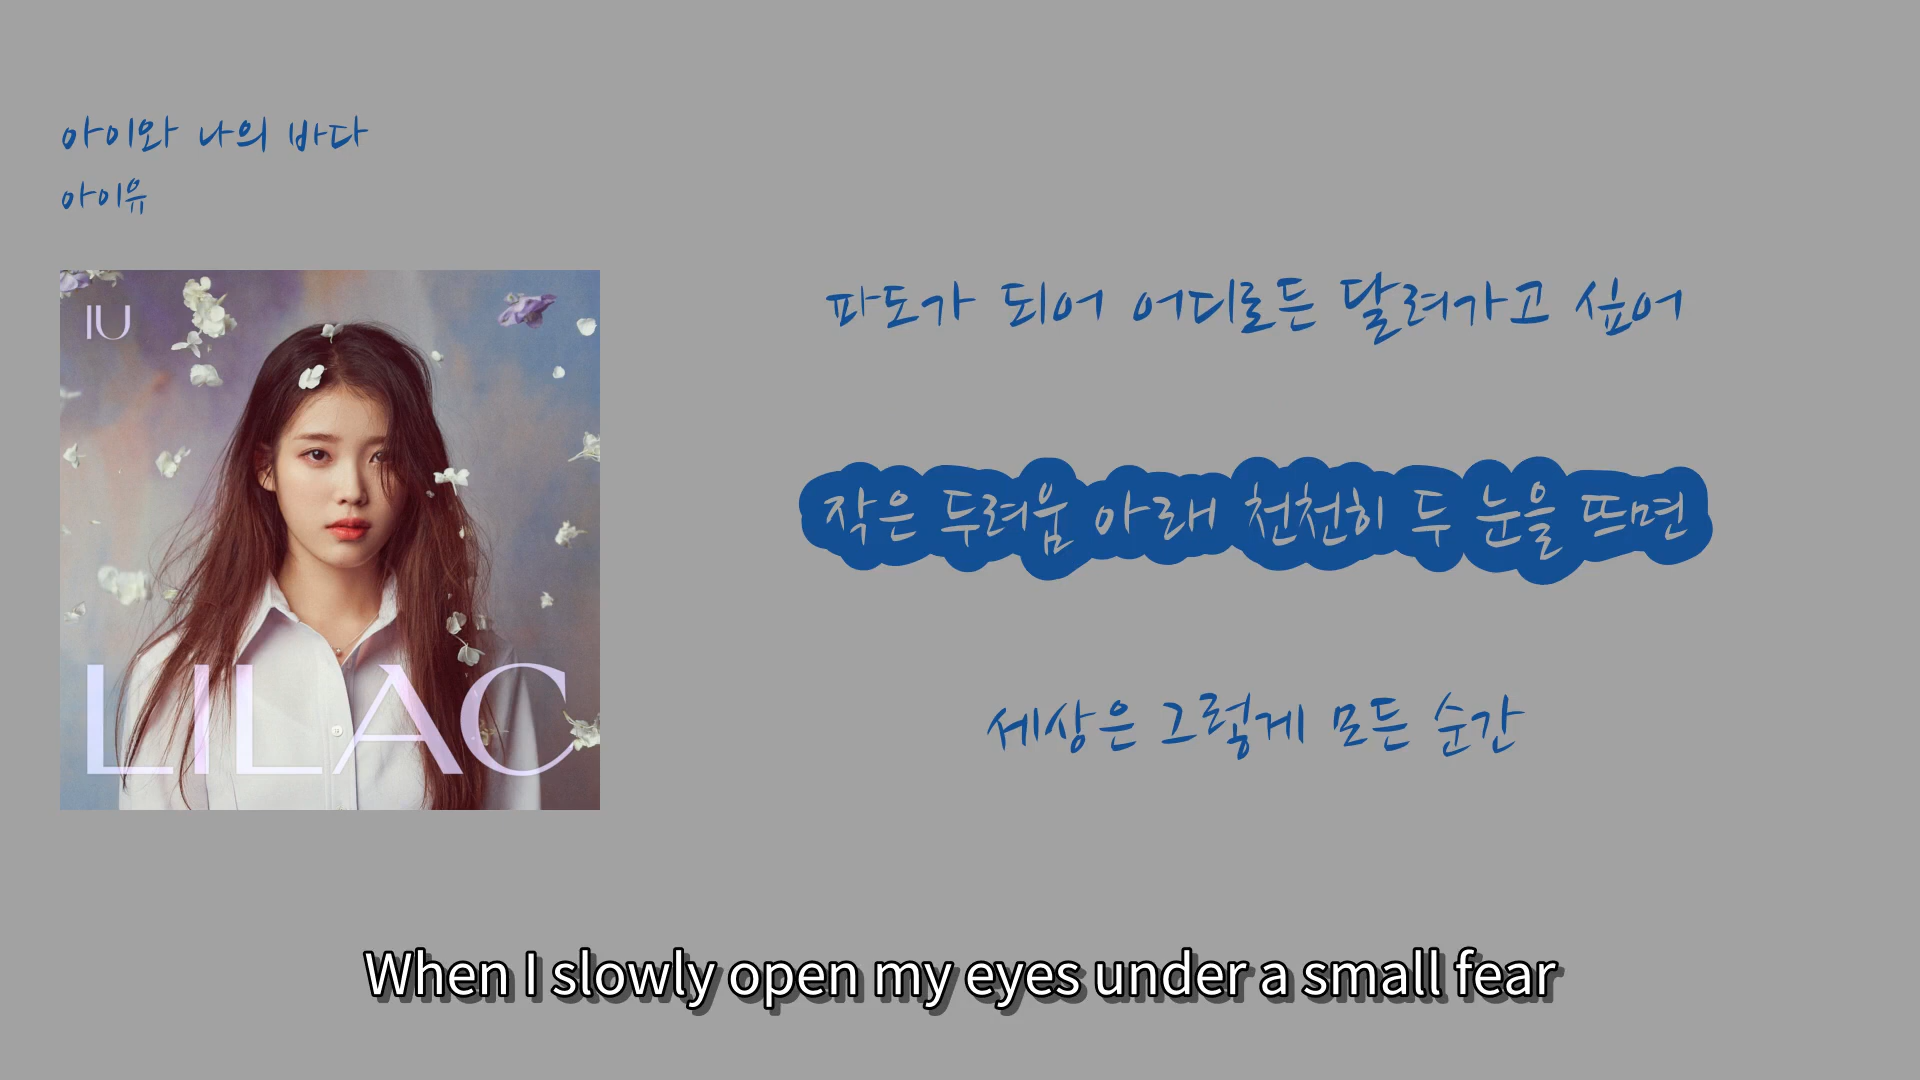 아이와 나의 바다
아이유
IU
LILAC
파도가 되어 어디로든 달려가고 싶어
작은 두려움 아래 천천히 두 눈을 뜨면
세상은 그렇게 모든 순간
When I slowly open my eyes under a small fear